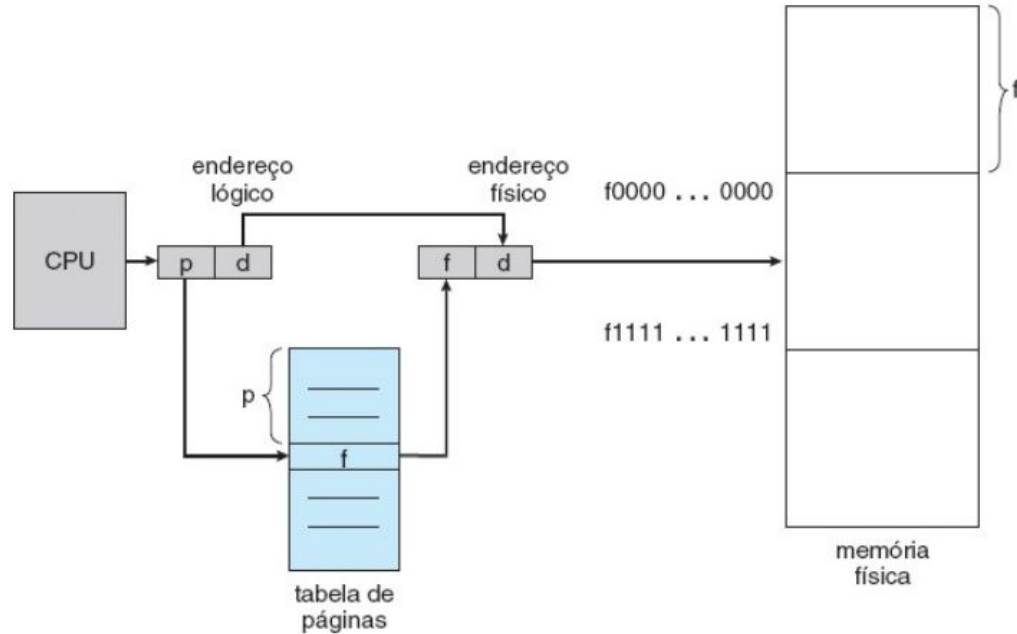 f
endereço
lógico
endereço
físico
f0000 ... 0000
CPU
p
d
f
d
f1111 ... 1111
p
f
tabela de
páginas
memória
física